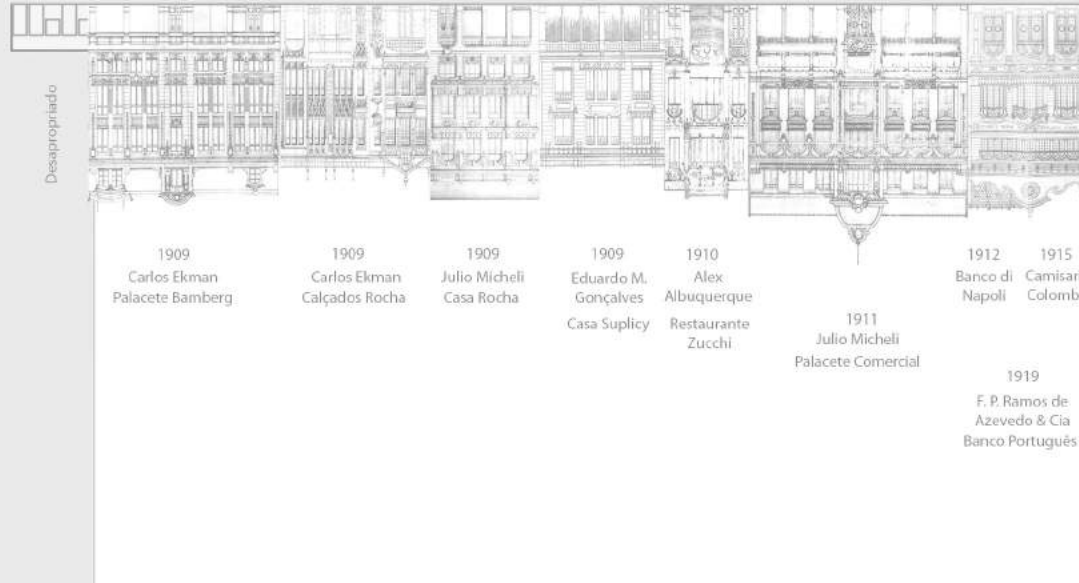 Desapropriado
1909
Carlos Ekman
Palacete Bamberg
1909
Carlos Ekman
Calçados Rocha
1909
Julio Micheli
Casa Rocha
1909
Eduardo M.
Gonçalves
Casa Suplicy
1910
Alex
Albuquerque
Restaurante
Zucchi
1911
Julio Micheli
Palacete Comercial
1912
Banco di
Napoli
1915
Camisar
Colomb
1919
F. P. Ramos de
Azevedo & Cia
Banco Português